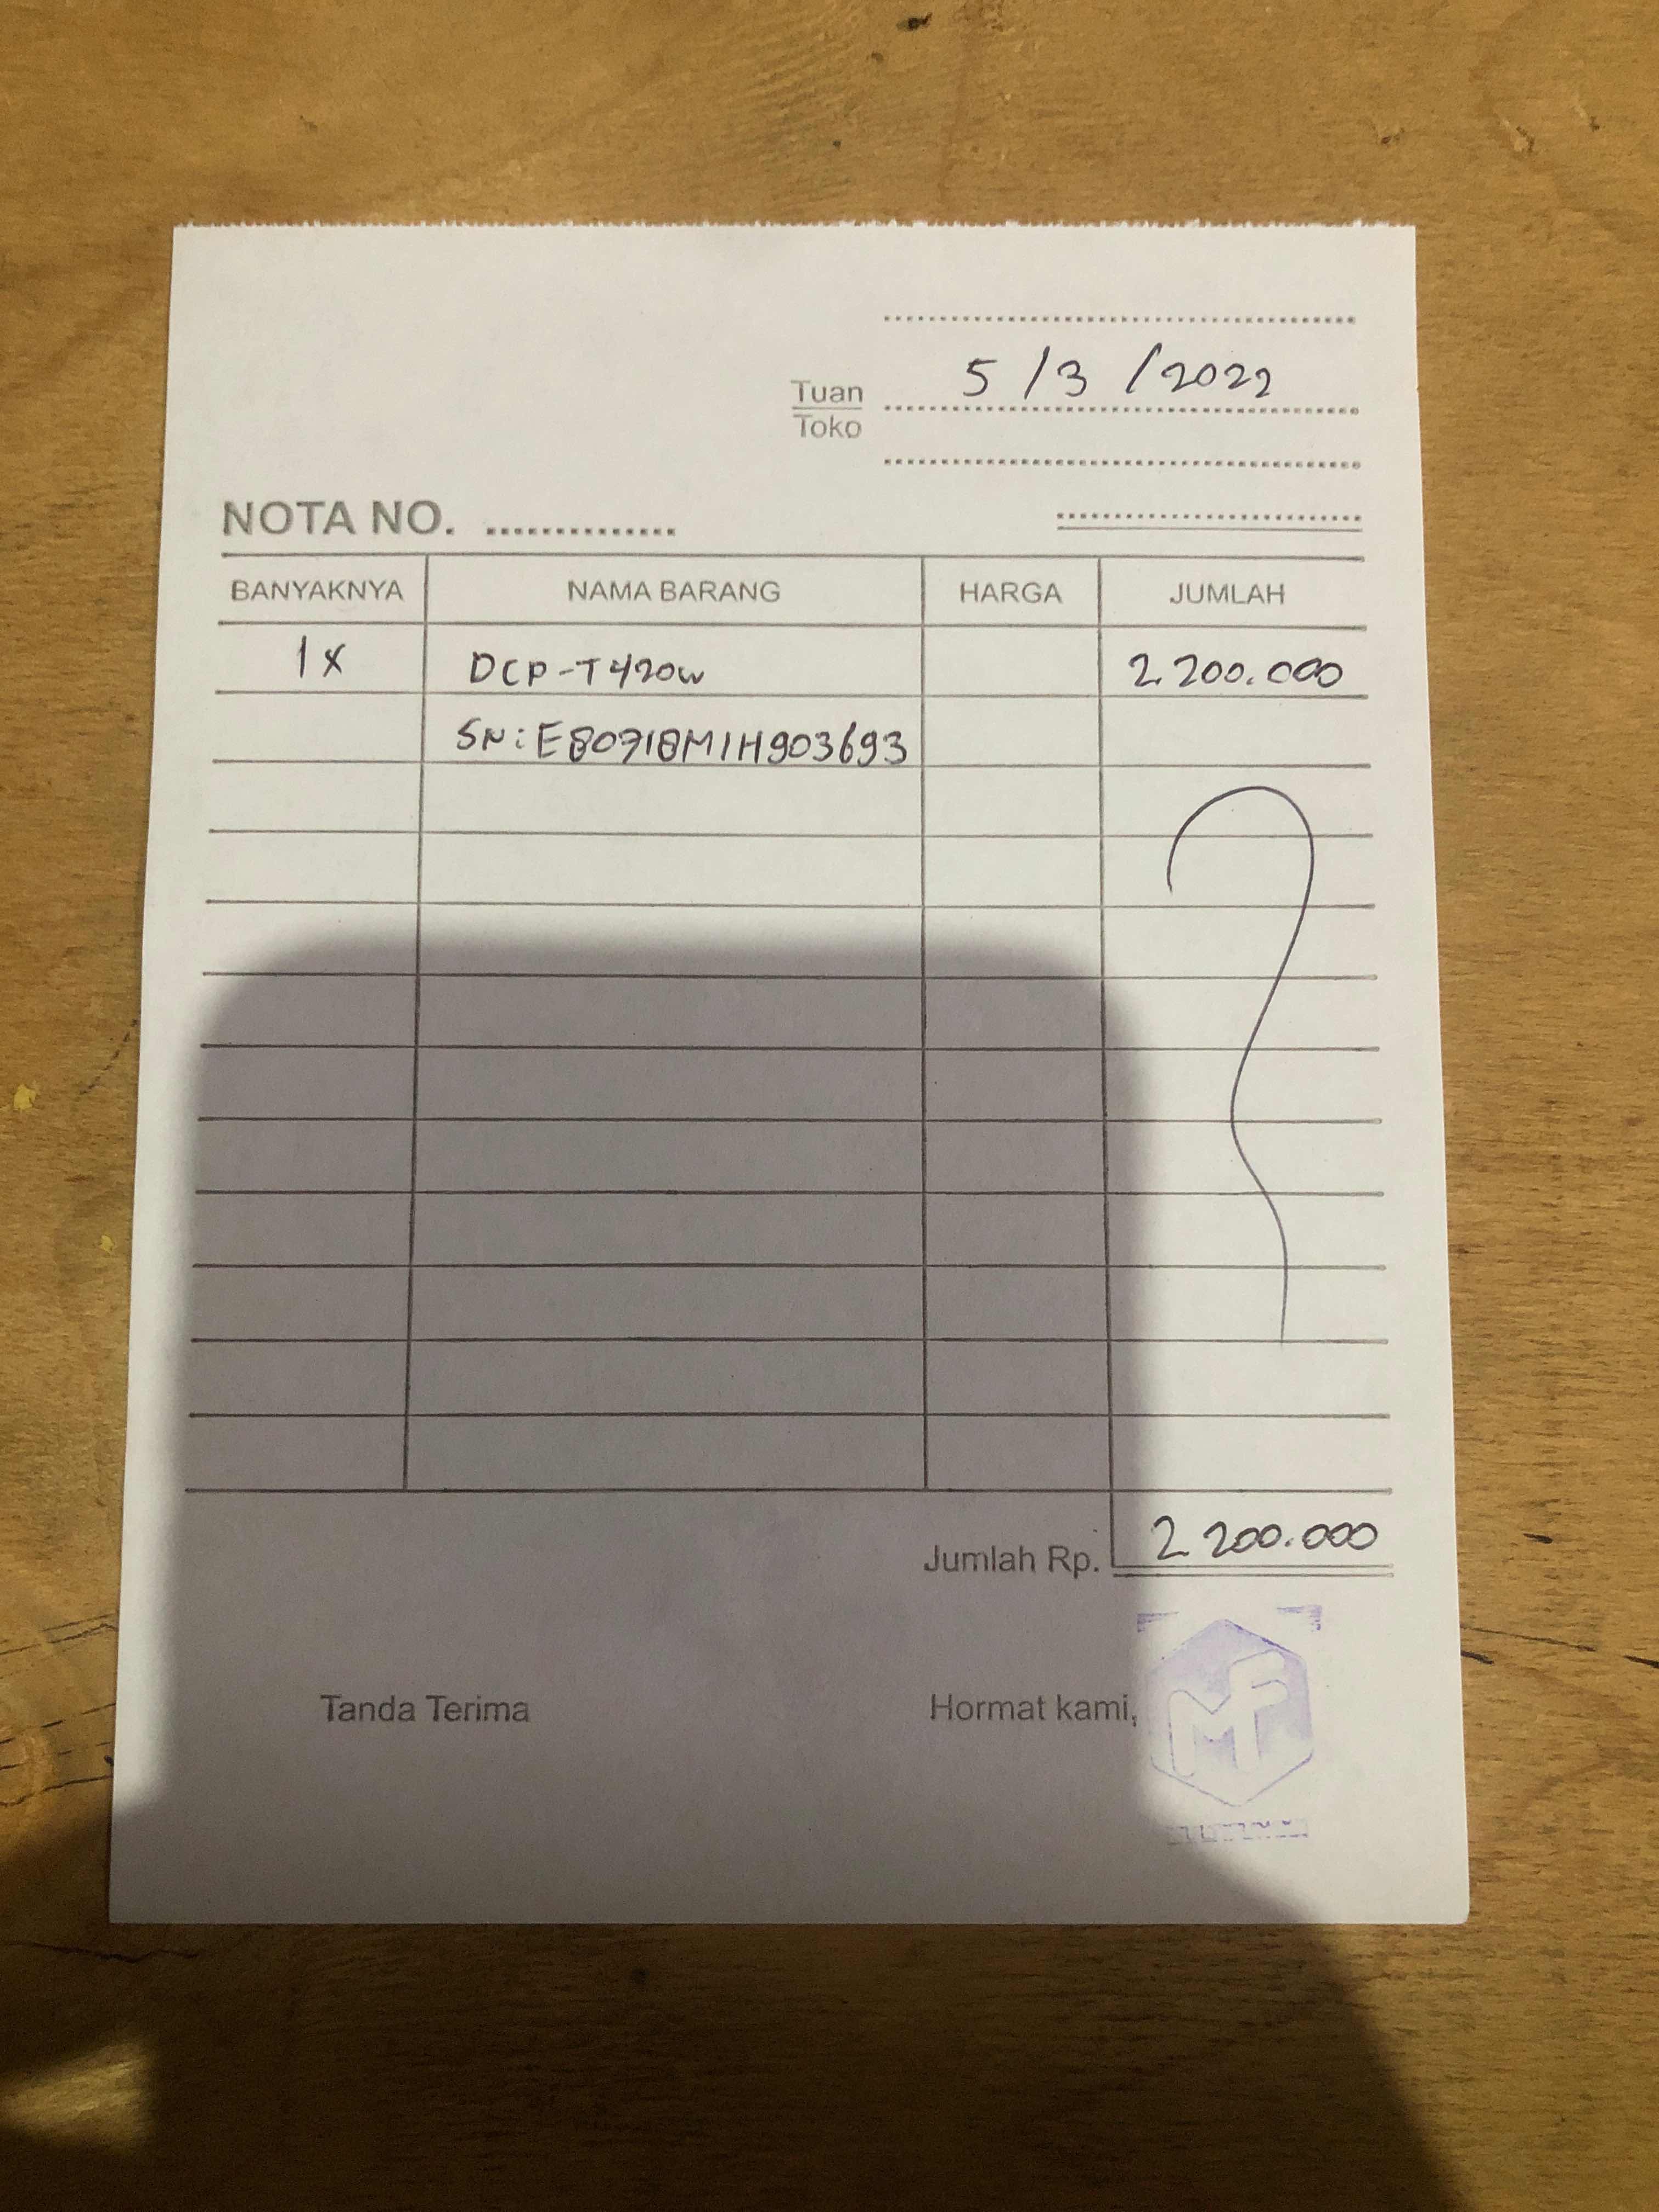 5/3/2022
Tuan
Toko
NOTA NO. ..............
BANYAKNYA NAMA BARANG HARGA JUMLAH
1x DCP-T420W 2.200.000
SN: E80718M1H903693
Jumlah Rp. 2.200.000
Tanda Terima Hormat kami,
MF